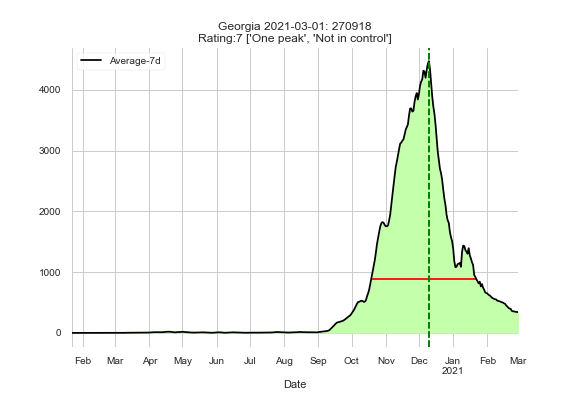 Georgia 2021-03-01: 270918
Rating:7 ['One peak', 'Not in control']
Average-7d
4000
3000
2000
1000
0
Feb Mar Apr May Jun Jul Aug Sep Oct Nov Dec Jan Feb Mar
2021
Date